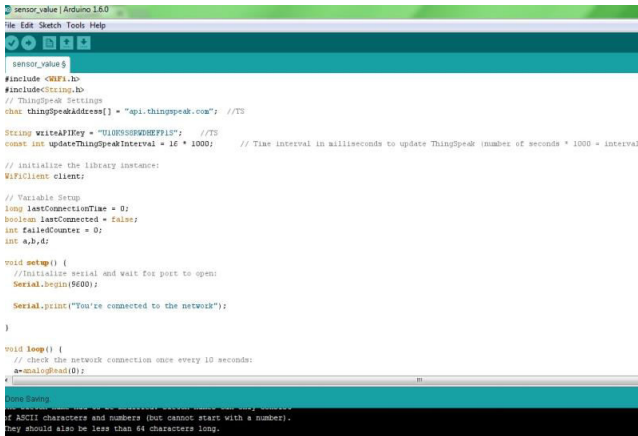 sensor_value | Arduino 1.6.0
File Edit Sketch Tools Help
sensor_value §
#include <WiFi.h>
#include<String.h>
// ThingSpeak Settings
char thingSpeakAddress[] = "api.thingspeak.com"; //TS
String writeAPIKey = //TS
const int updateThingSpeakInterval = 16 * 1000; // Time interval in milliseconds to update ThingSpeak (number of seconds * 1000 = interval
// initialize the library instance:
WiFiClient client;
// Variable Setup
long lastConnectionTime = 0;
boolean lastConnected = false;
int failedCounter = 0;
int a,b,d;
void setup() {
//Initialize serial and wait for port to open:
Serial.begin(9600);
Serial.print("You're connected to the network");
}
void loop() {
// check the network connection once every 10 seconds:
a=analogRead(0);
Done Saving.
of ASCII characters and numbers (but cannot start with a number).
They should also be less than 64 characters long.